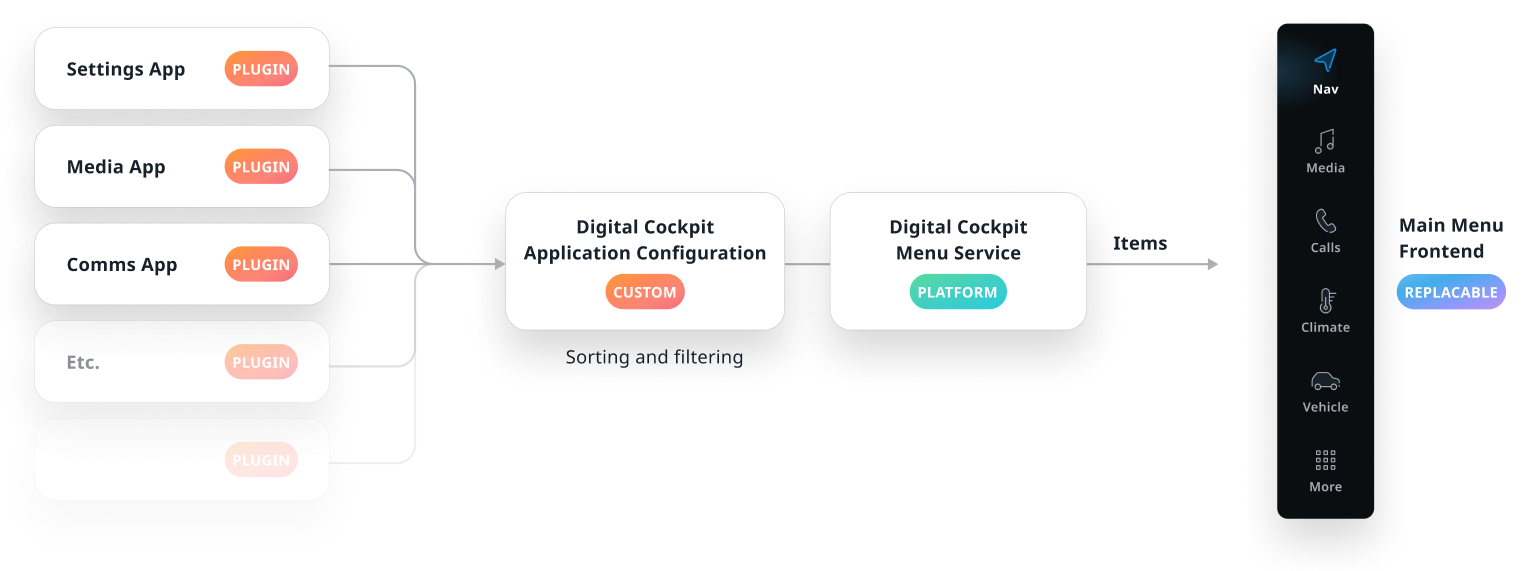 Settings App PLUGIN
Media App PLUGIN
Comms App PLUGIN
Etc. PLUGIN
PLUGIN
Digital Cockpit
Application Configuration
CUSTOM
Sorting and filtering
Digital Cockpit
Menu Service
PLATFORM
Items
Nav
Media
Calls
Climate
Vehicle
More
Main Menu
Frontend
REPLACABLE